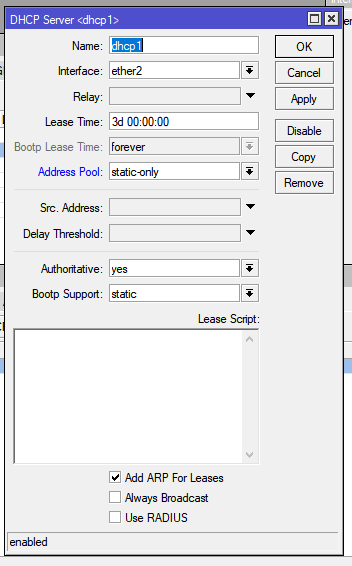 DHCP Server <dhcp1>
Name: dhcp1 OK
Interface: ether2 Cancel
Relay: Apply
Lease Time: 3d 00:00:00 Disable
Bootp Lease Time: forever Copy
Address Pool: static-only Remove
Src. Address:
Delay Threshold:
Authoritative: yes
Bootp Support: static
Lease Script:
Add ARP For Leases
Always Broadcast
Use RADIUS
enabled